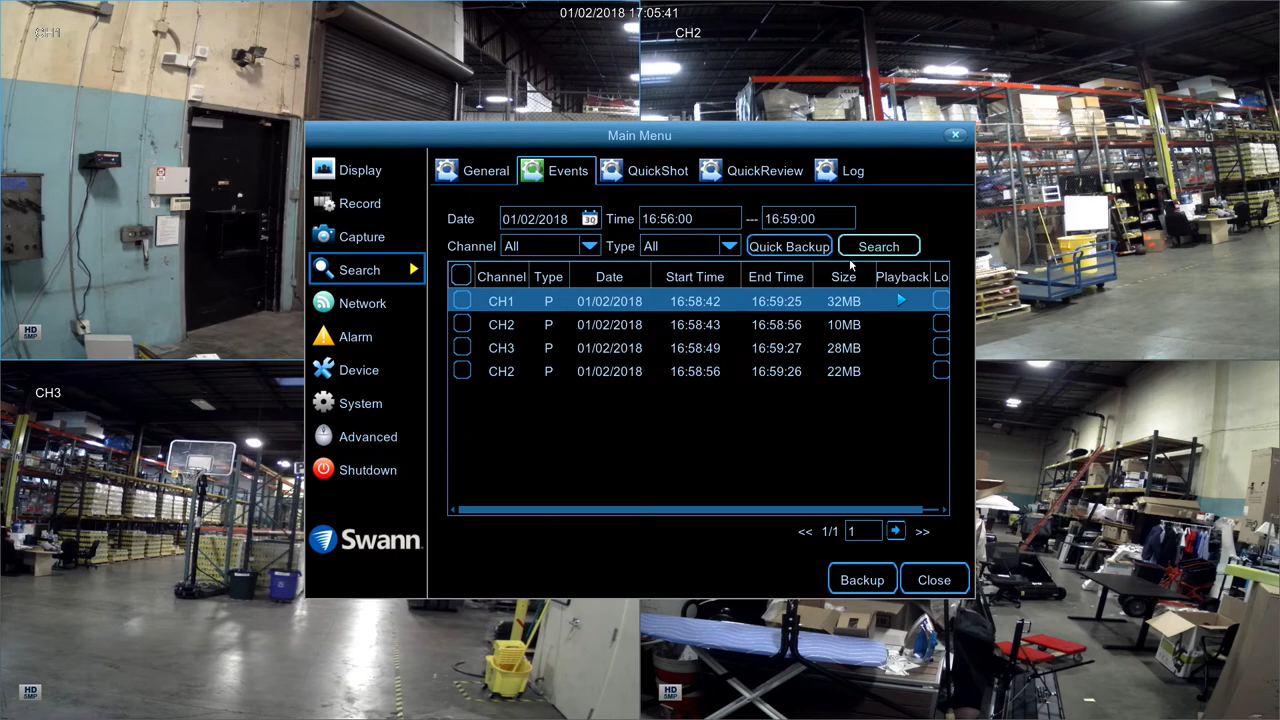 01/02/2018 17:05:41
CH1
CH2
Main Menu
Display
Record
Capture
Search
Network
Alarm
Device
System
Advanced
Shutdown
Swann
General Events QuickShot QuickReview Log
Date 01/02/2018 30 Time 16:56:00 --- 16:59:00
Channel All Type All Quick Backup Search
Channel Type Date Start Time End Time Size Playback Lo
CH1 P 01/02/2018 16:58:42 16:59:25 32MB
CH2 P 01/02/2018 16:58:43 16:58:56 10MB
CH3 P 01/02/2018 16:58:49 16:59:27 28MB
CH2 P 01/02/2018 16:58:56 16:59:26 22MB
<< 1/1 1 >>
Backup Close
HD
5MP
CH3
HD
5MP
HD
5MP